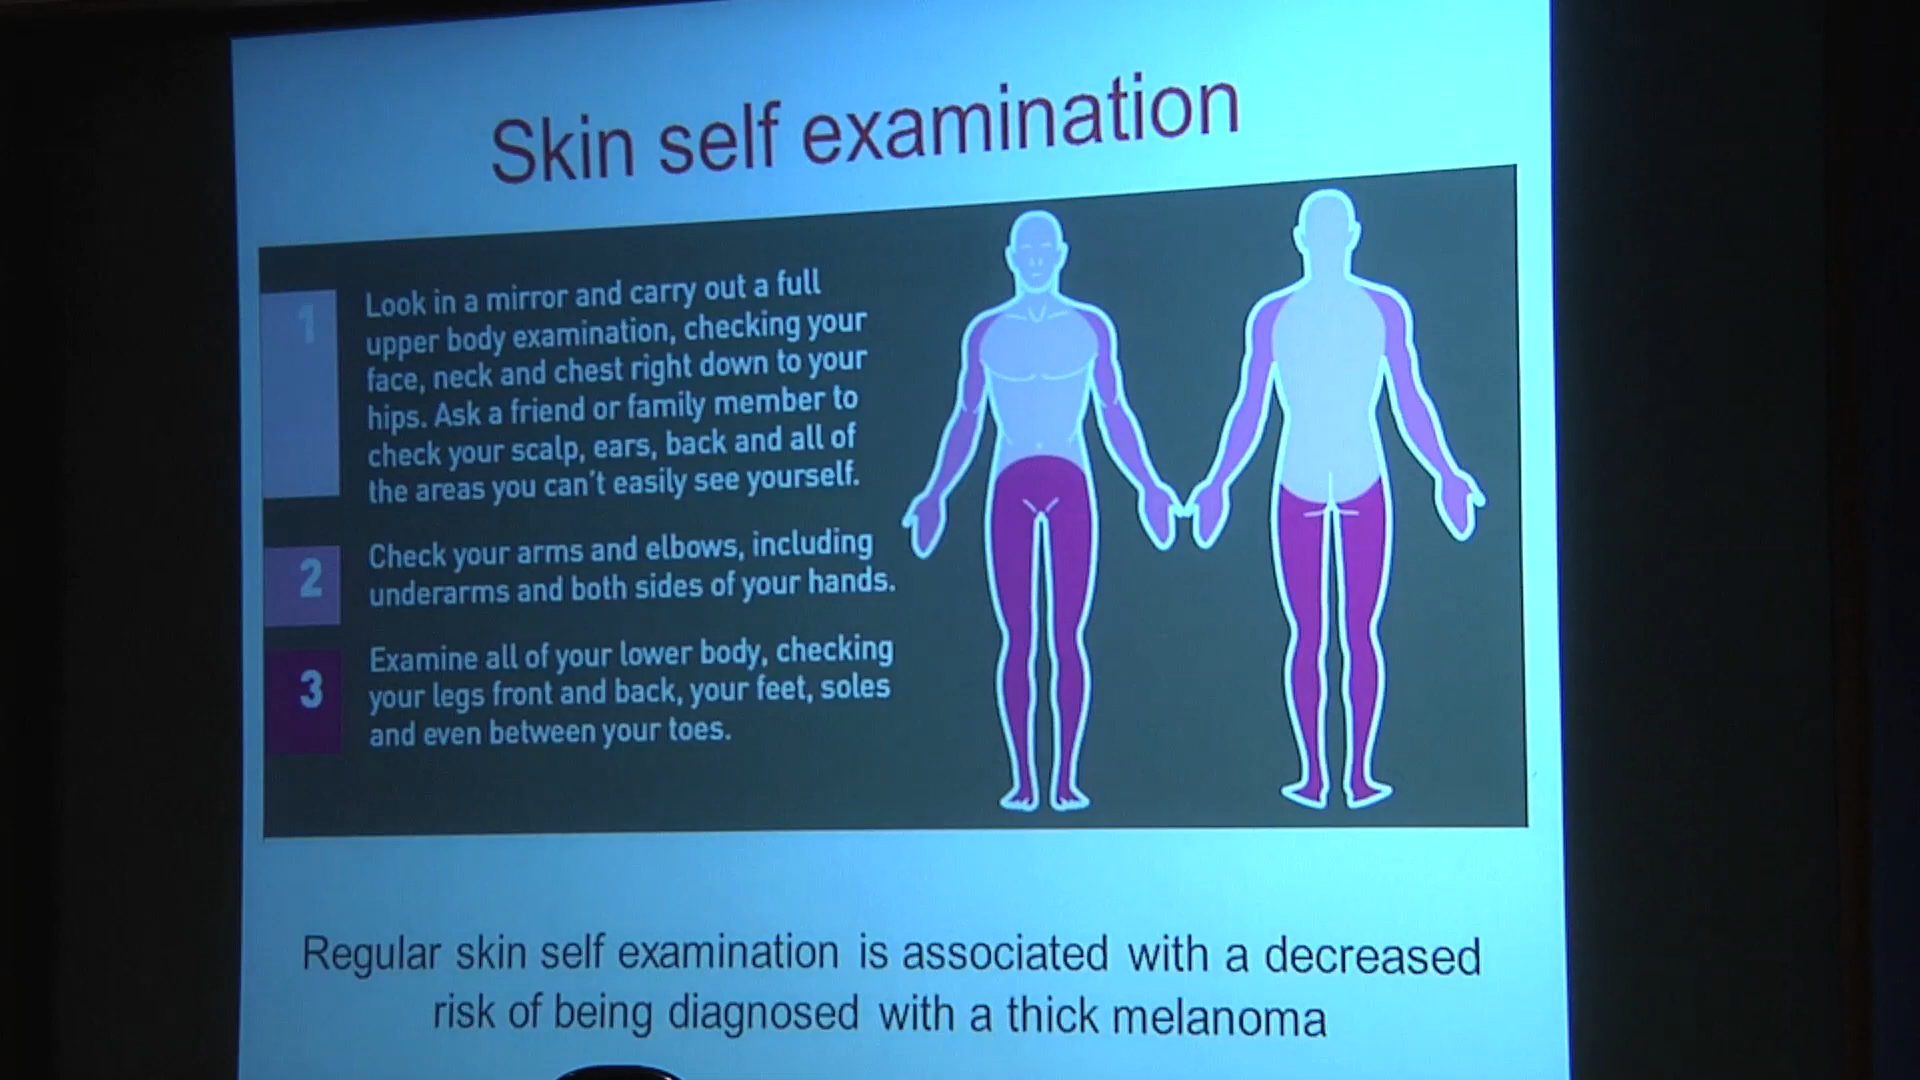 Skin self examination
1
Look in a mirror and carry out a full
upper body examination, checking your
face, neck and chest right down to your
hips. Ask a friend or family member to
check your scalp, ears, back and all of
the areas you can't easily see yourself.
2
Check your arms and elbows, including
underarms and both sides of your hands.
3
Examine all of your lower body, checking
your legs front and back, your feet, soles
and even between your toes.
Regular skin self examination is associated with a decreased
risk of being diagnosed with a thick melanoma